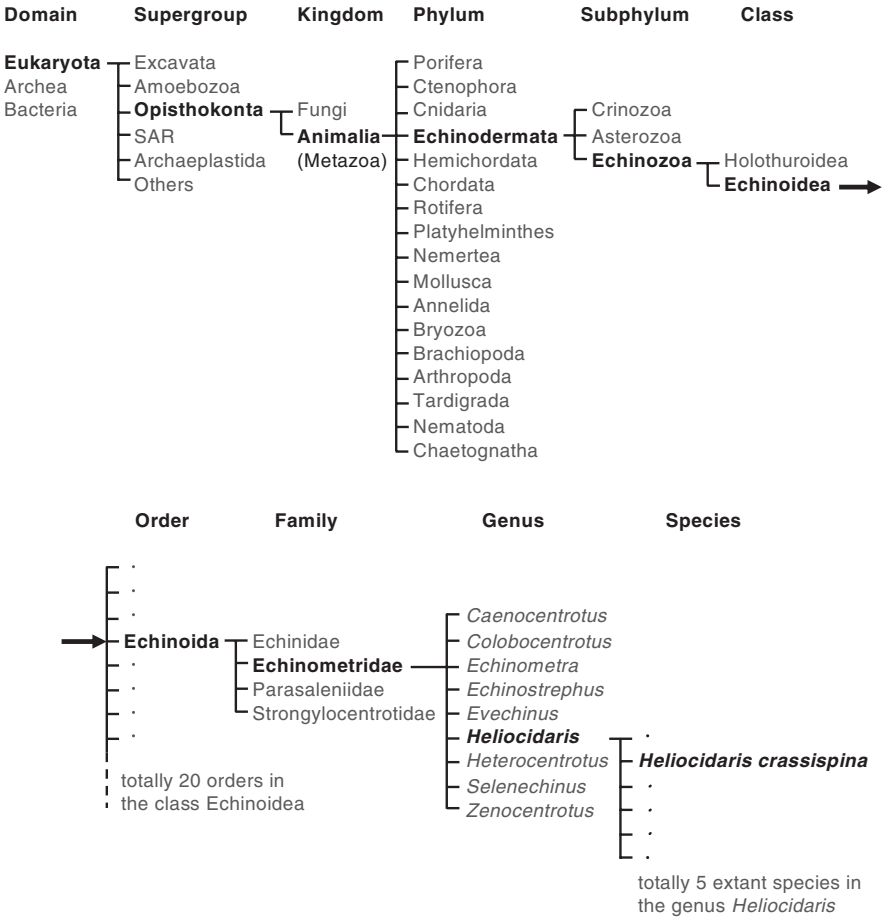 Domain Supergroup Kingdom Phylum Subphylum Class
Eukaryota Excavata Porifera
Archea Amoebozoa Ctenophora
Bacteria Opisthokonta Fungi Cnidaria Crinozoa
SAR Animalia Echinodermata Asterozoa
Archaeplastida (Metazoa) Hemichordata Echinozoa Holothuroidea
Others Chordata Echinoidea
Rotifera
Platyhelminthes
Nemertea
Mollusca
Annelida
Bryozoa
Brachiopoda
Arthropoda
Tardigrada
Nematoda
Chaetognatha
Order Family Genus Species
Caenocentrotus
Echinoida Echinidae Colobocentrotus
Echinometridae Echinometra
Parasaleniidae Echinostrephus
Strongylocentrotidae Evechinus
Heliocidaris
Heterocentrotus Heliocidaris crassispina
totally 20 orders in Selenechinus
the class Echinoidea Zenocentrotus
totally 5 extant species in
the genus Heliocidaris